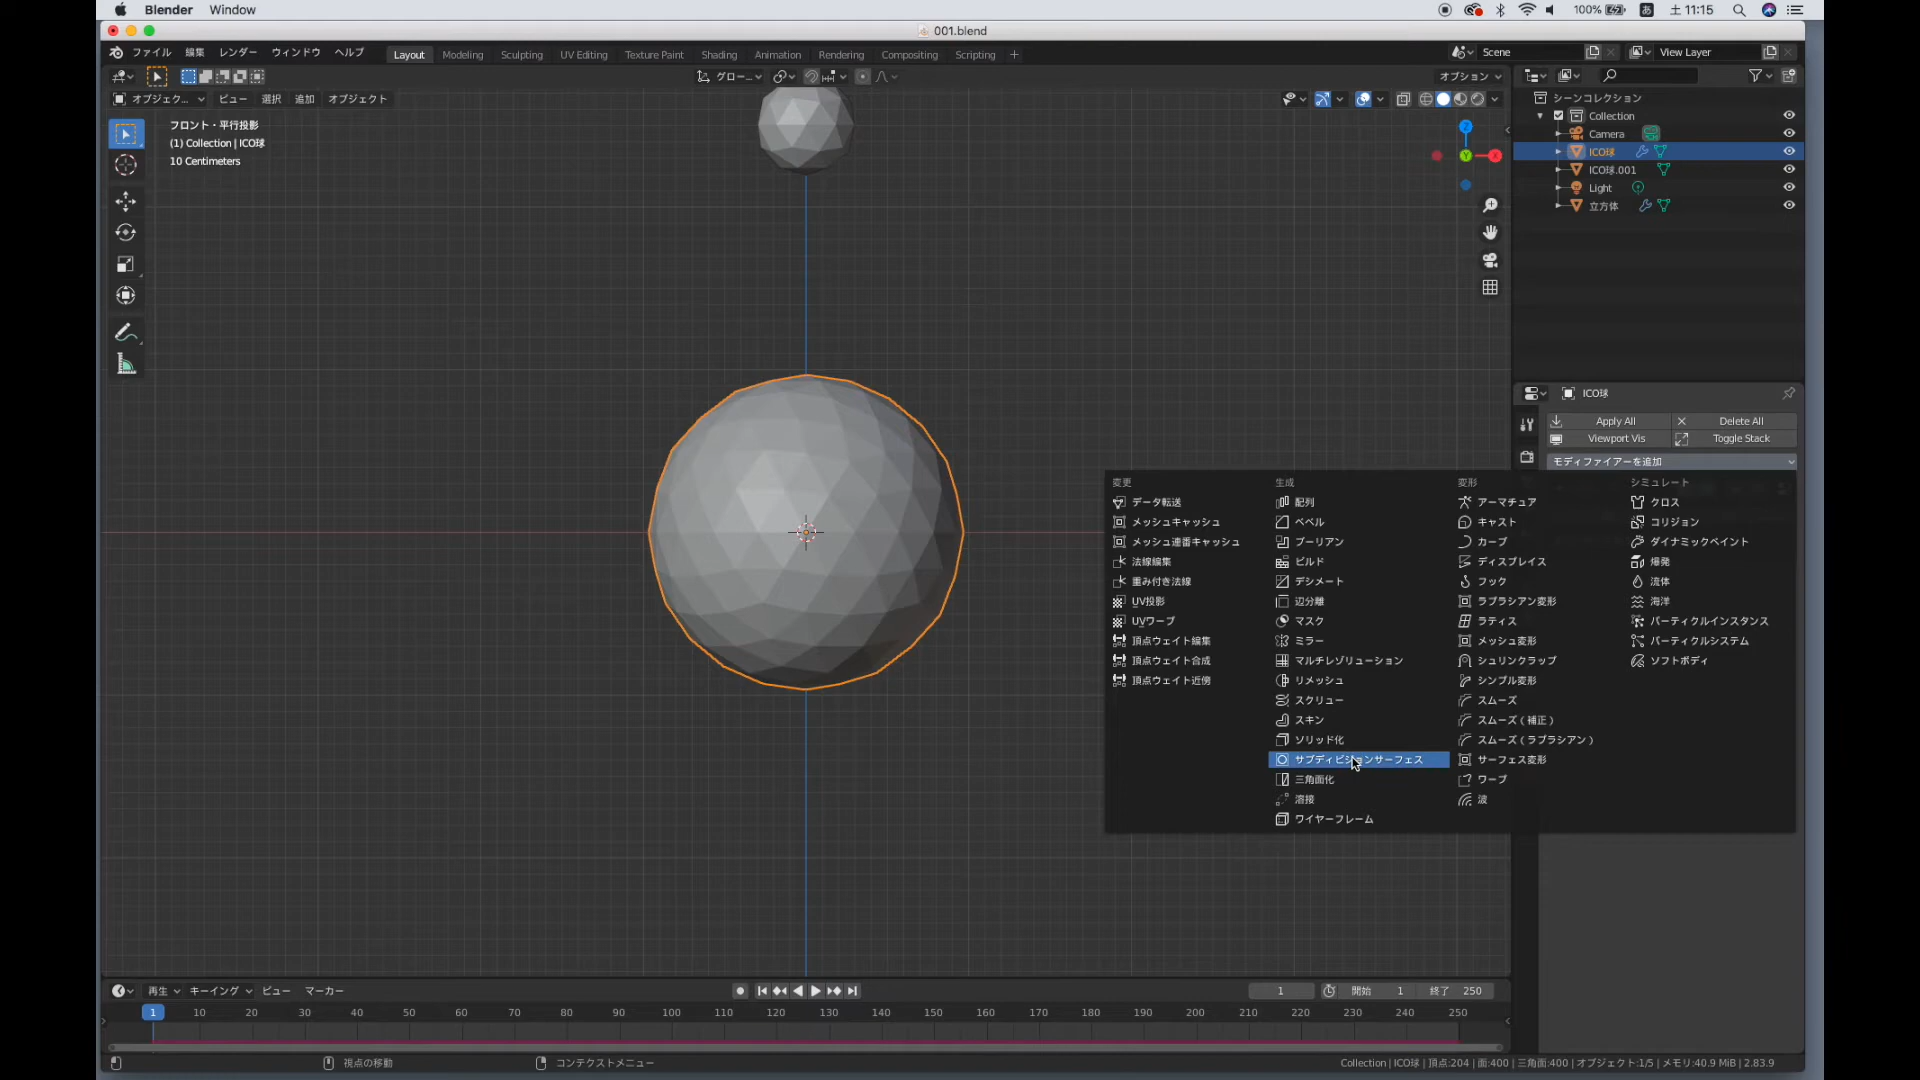 Blender Window
100% あ 土 11:15
001.blend
ファイル 編集 レンダー ウィンドウ ヘルプ Layout Modeling Sculpting UV Editing Texture Paint Shading Animation Rendering Compositing Scripting +
Scene View Layer
グロー... オプション
オブジェク... ビュー 選択 追加 オブジェクト
フロント・平行投影
(1) Collection | ICO球
10 Centimeters
Z
Y
X
シーンコレクション
Collection
Camera
ICO球
ICO球.001
Light
立方体
ICO球
Apply All Delete All
Viewport Vis Toggle Stack
モディファイアーを追加
変更
データ転送
メッシュキャッシュ
メッシュ連番キャッシュ
法線編集
重み付き法線
UV投影
UVワープ
頂点ウェイト編集
頂点ウェイト合成
頂点ウェイト近傍
生成
配列
ベベル
ブーリアン
ビルド
デシメート
辺分離
マスク
ミラー
マルチレゾリューション
リメッシュ
スクリュー
スキン
ソリッド化
サブディビジョンサーフェス
三角面化
溶接
ワイヤーフレーム
変形
アーマチュア
キャスト
カーブ
ディスプレイス
フック
ラプラシアン変形
ラティス
メッシュ変形
シュリンクラップ
シンプル変形
スムーズ
スムーズ（補正）
スムーズ（ラプラシアン）
サーフェス変形
ワープ
波
シミュレート
クロス
コリジョン
ダイナミックペイント
爆発
流体
海洋
パーティクルインスタンス
パーティクルシステム
ソフトボディ
再生 キーイング ビュー マーカー 1 開始 1 終了 250
1 10 20 30 40 50 60 70 80 90 100 110 120 130 140 150 160 170 180 190 200 210 220 230 240 250
視点の移動 コンテクストメニュー Collection | ICO球 | 頂点:204 | 面:400 | 三角面:400 | オブジェクト:1/5 | メモリ:40.9 MiB | 2.83.9